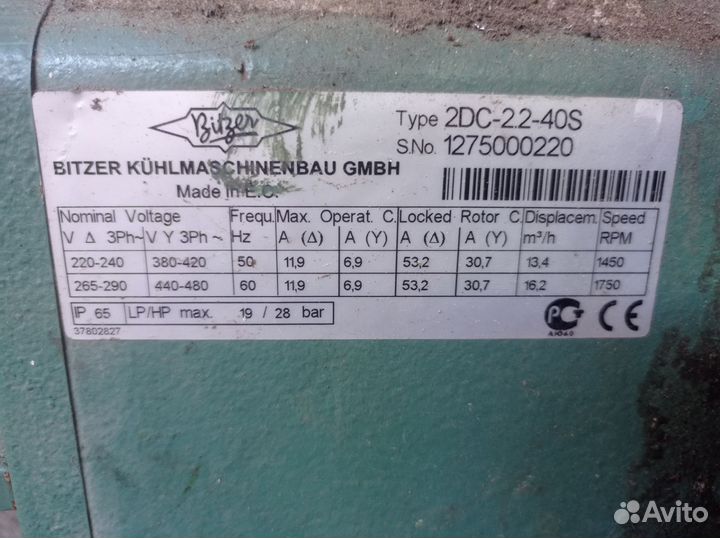 Bitzer
Type 2DC-2.2-40S
S.No. 1275000220
BITZER KÜHLMASCHINENBAU GMBH
Made in E.C.
Nominal Voltage Frequ. Max. Operat. C. Locked Rotor C. Displacem. Speed
V Δ 3Ph~ V Y 3Ph ~ Hz A (Δ) A (Y) A (Δ) A (Y) m³/h RPM
220-240 380-420 50 11,9 6,9 53,2 30,7 13,4 1450
265-290 440-480 60 11,9 6,9 53,2 30,7 16,2 1750
IP 65 LP/HP max. 19 / 28 bar
37802827
CE
Avito